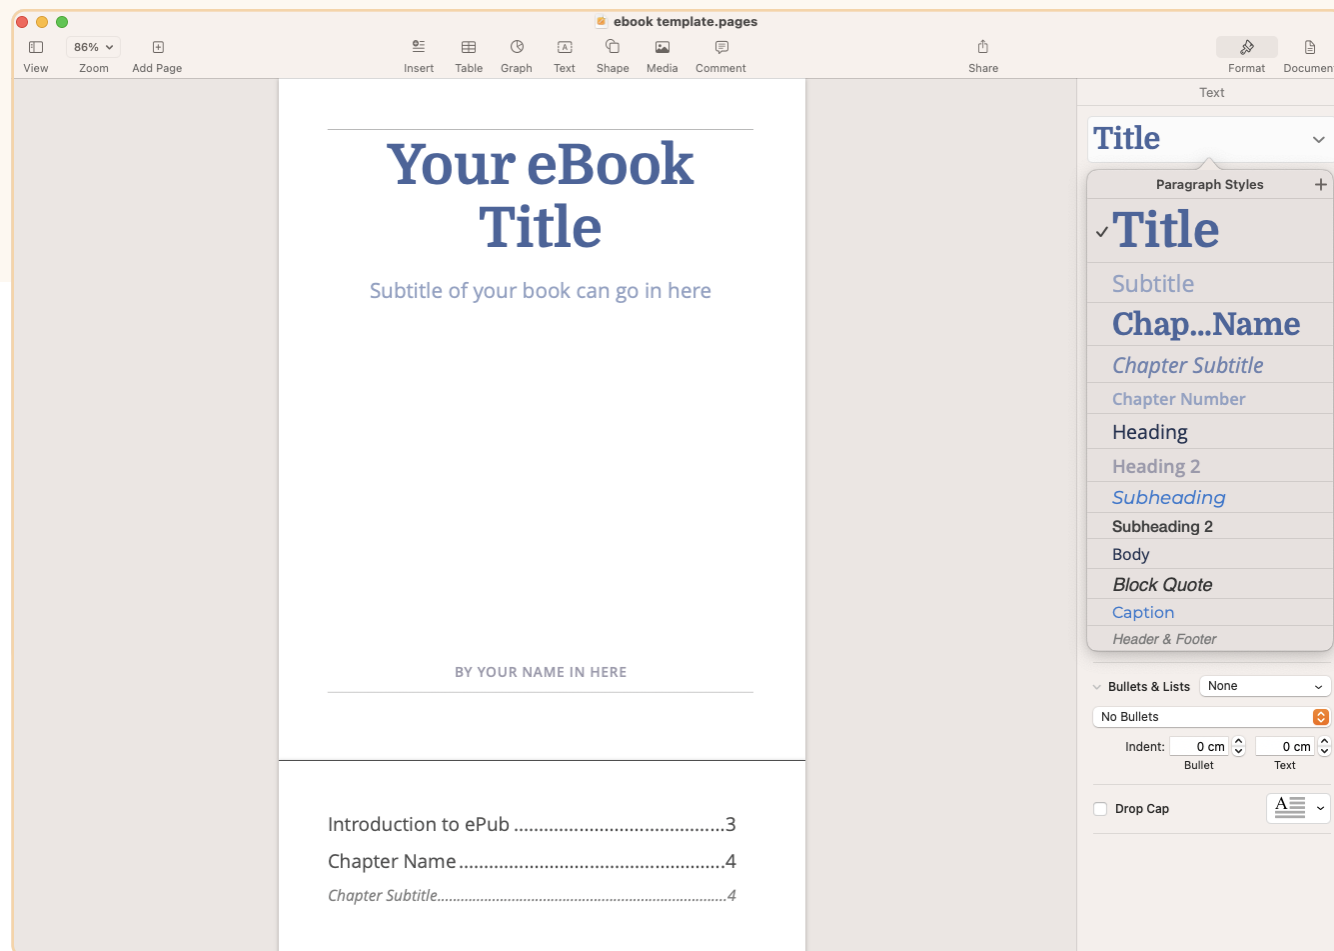 ebook template.pages
View
86%
Zoom
Add Page
Insert
Table
Graph
Text
Shape
Media
Comment
Share
Format
Documen
Your eBook
Title
Subtitle of your book can go in here
BY YOUR NAME IN HERE
Introduction to ePub ..........................................3
Chapter Name.....................................................4
Chapter Subtitle......................................................................4
Text
Title
Paragraph Styles
Title
Subtitle
Chap...Name
Chapter Subtitle
Chapter Number
Heading
Heading 2
Subheading
Subheading 2
Body
Block Quote
Caption
Header & Footer
Bullets & Lists None
No Bullets
Indent: 0 cm 0 cm
Bullet Text
Drop Cap
A